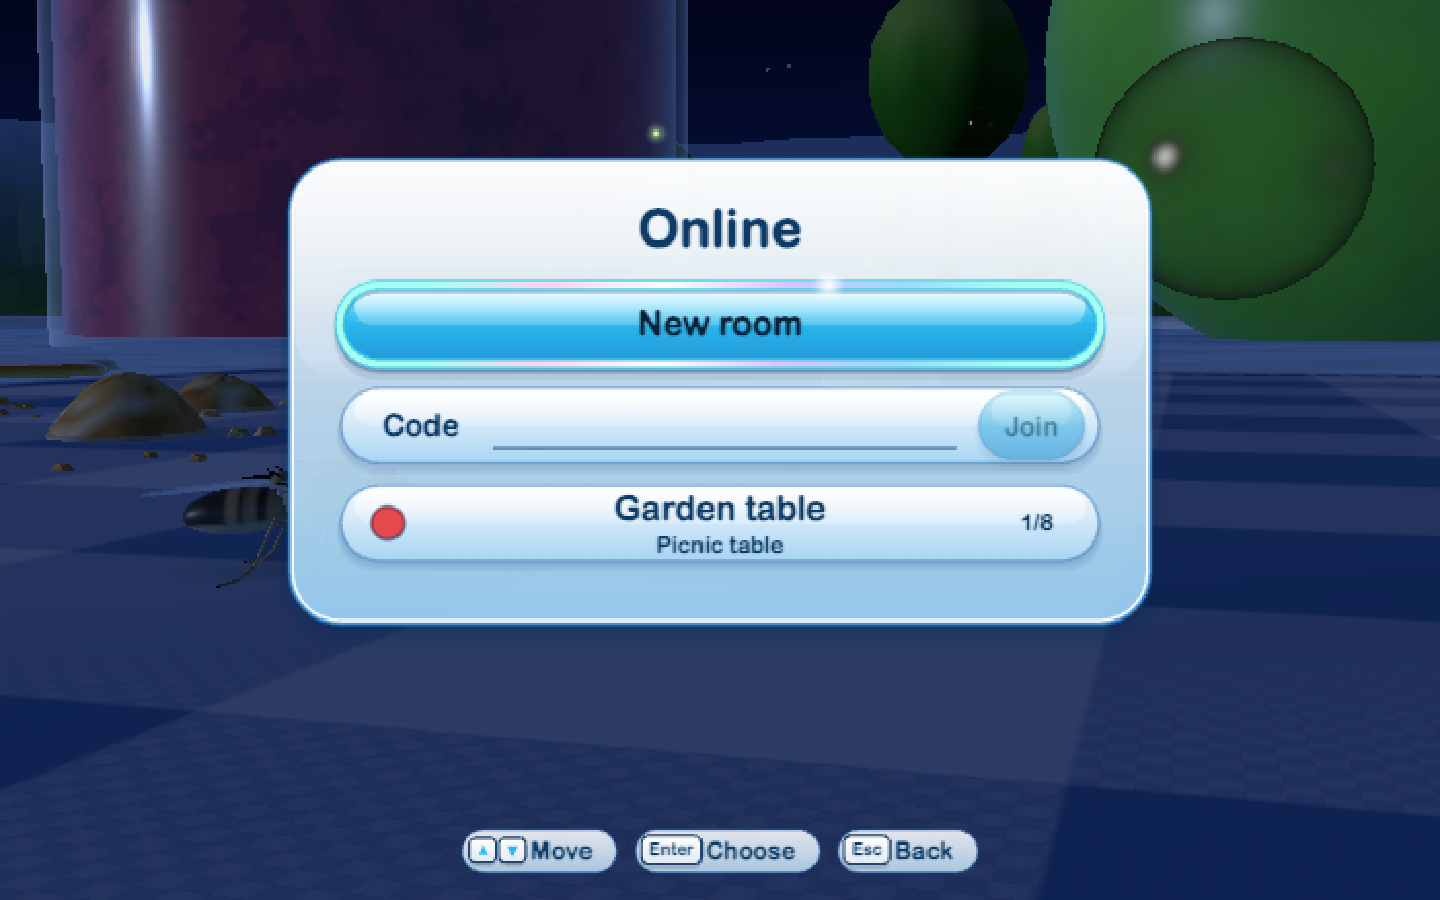 Online
New room
Code
Join
Garden table
1/8
Picnic table
▲ ▼ Move
Enter Choose
Esc Back